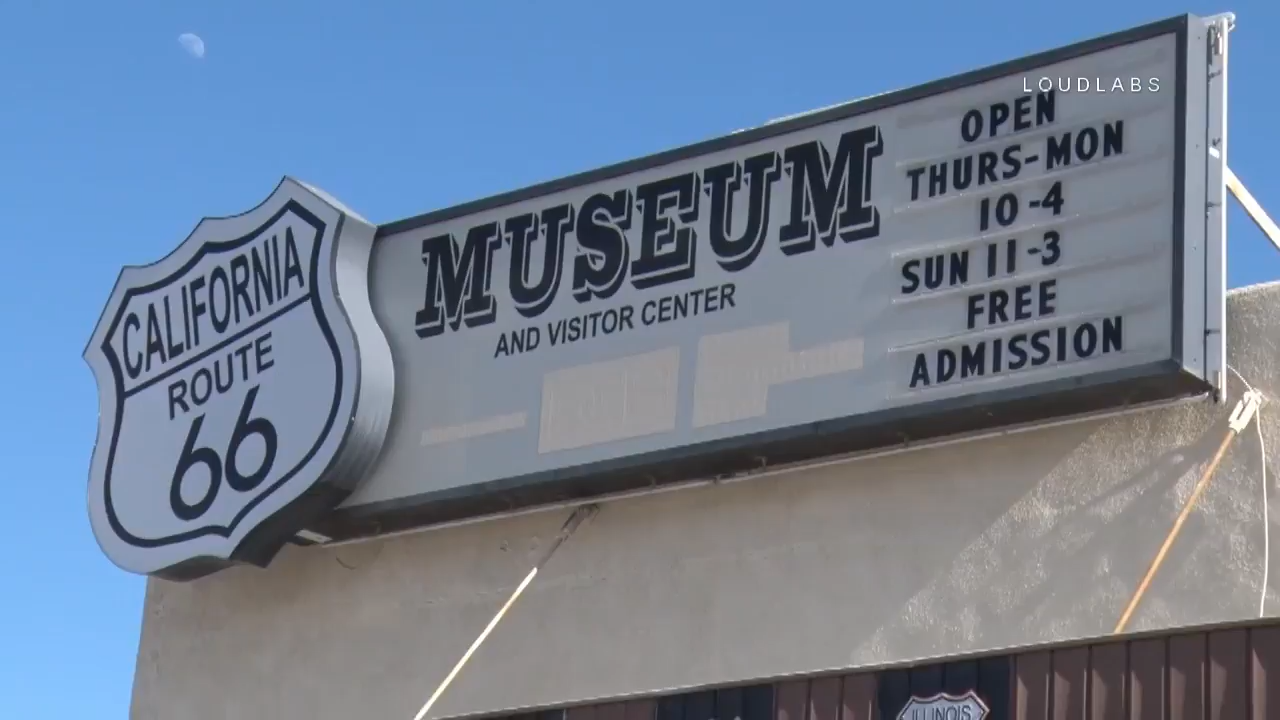 LOUDLABS
CALIFORNIA
ROUTE
66
MUSEUM
AND VISITOR CENTER
OPEN
THURS-MON
10-4
SUN 11-3
FREE
ADMISSION
ILLINOIS